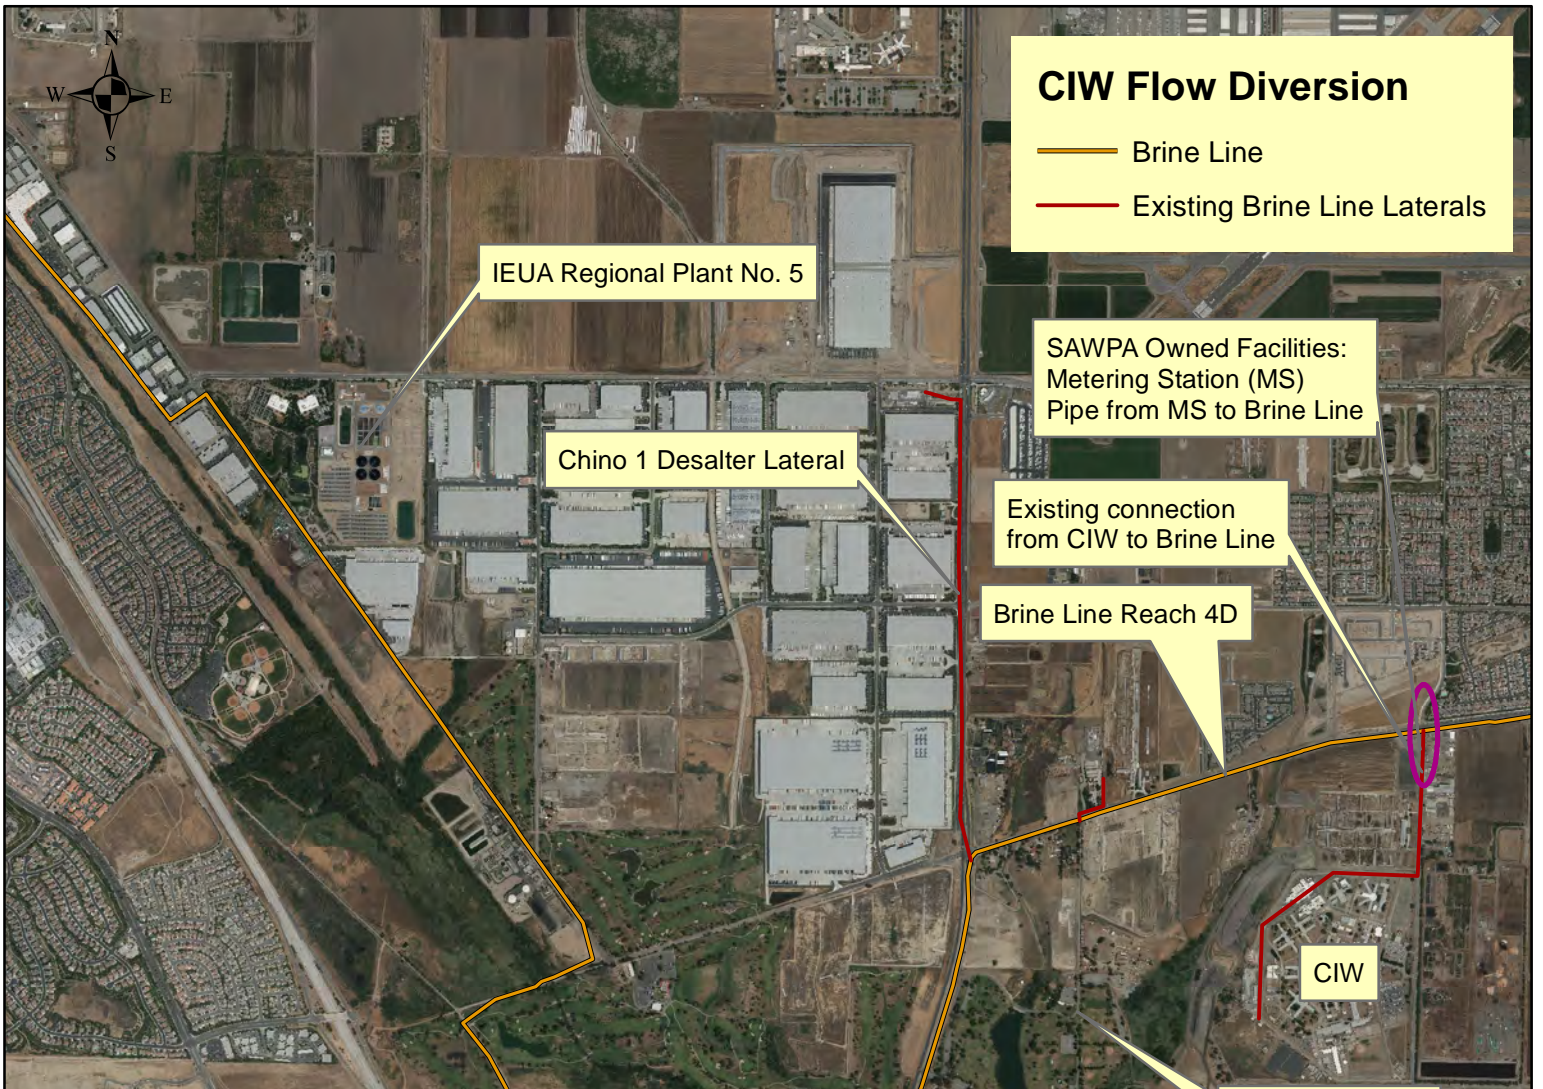 N
W
E
S
CIW Flow Diversion
Brine Line
Existing Brine Line Laterals
IEUA Regional Plant No. 5
SAWPA Owned Facilities:
Metering Station (MS)
Pipe from MS to Brine Line
Chino 1 Desalter Lateral
Existing connection
from CIW to Brine Line
Brine Line Reach 4D
CIW